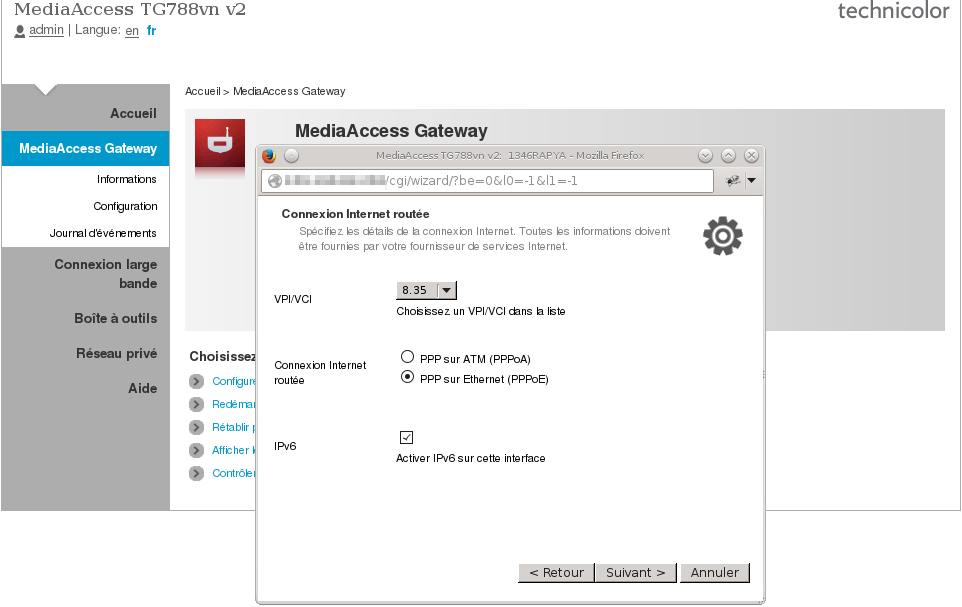 MediaAccess TG788vn v2
technicolor
admin | Langue: en fr
Accueil > MediaAccess Gateway
Accueil
MediaAccess Gateway
Informations
Configuration
Journal d'événements
Connexion large
bande
Boîte à outils
Réseau privé
Aide
MediaAccess Gateway
Choisissez
Configure
Redémar
Rétablir
Afficher
Contrôler
MediaAccess TG788vn v2: 1346RAPYA - Mozilla Firefox
/cgi/wizard/?be=0&l0=-1&l1=-1
Connexion Internet routée
Spécifiez les détails de la connexion Internet. Toutes les informations doivent
être fournies par votre fournisseur de services Internet.
VPI/VCI
8.35
Choisissez un VPI/VCI dans la liste
Connexion Internet
routée
PPP sur ATM (PPPoA)
PPP sur Ethernet (PPPoE)
IPv6
Activer IPv6 sur cette interface
< Retour
Suivant >
Annuler